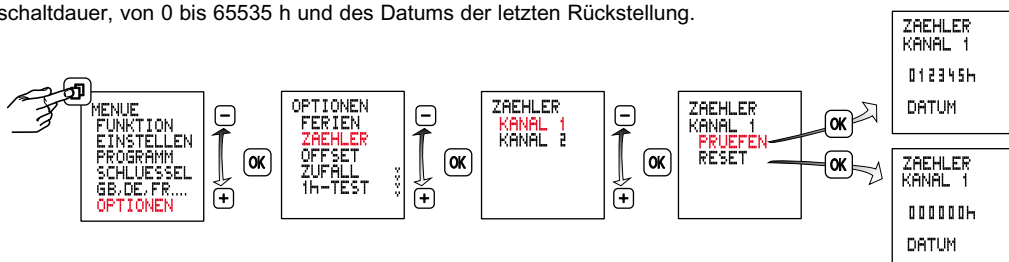 schaltdauer, von 0 bis 65535 h und des Datums der letzten Rückstellung.
MENUE
FUNKTION
EINSTELLEN
PROGRAMM
SCHLUESSEL
GB,DE,FR....
OPTIONEN
−
OK
+
OPTIONEN
FERIEN
ZAEHLER
OFFSET
ZUFALL
1h-TEST
−
OK
+
ZAEHLER
KANAL 1
KANAL 2
−
OK
+
ZAEHLER
KANAL 1
PRUEFEN
RESET
OK
OK
ZAEHLER
KANAL 1
012345h
DATUM
ZAEHLER
KANAL 1
000000h
DATUM